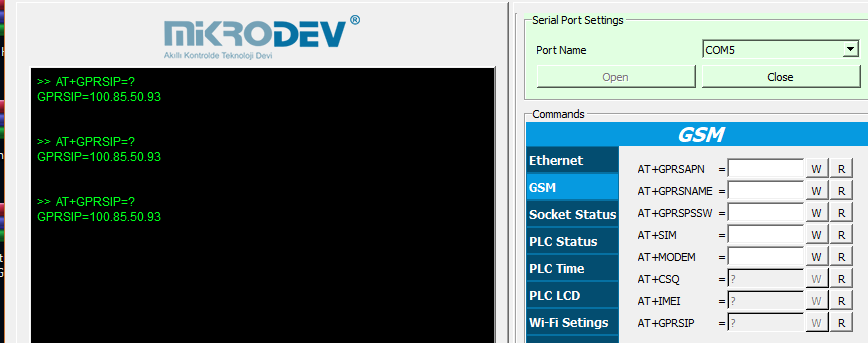 MİKRODEV®
Akıllı Kontrolde Teknoloji Devi
>> AT+GPRSIP=?
GPRSIP=100.85.50.93
>> AT+GPRSIP=?
GPRSIP=100.85.50.93
>> AT+GPRSIP=?
GPRSIP=100.85.50.93
Serial Port Settings
Port Name COM5
Open Close
Commands
GSM
Ethernet
GSM
Socket Status
PLC Status
PLC Time
PLC LCD
Wi-Fi Setings
AT+GPRSAPN = W R
AT+GPRSNAME = W R
AT+GPRSPSSW = W R
AT+SIM = W R
AT+MODEM = W R
AT+CSQ = ? W R
AT+IMEI = ? W R
AT+GPRSIP = ? W R